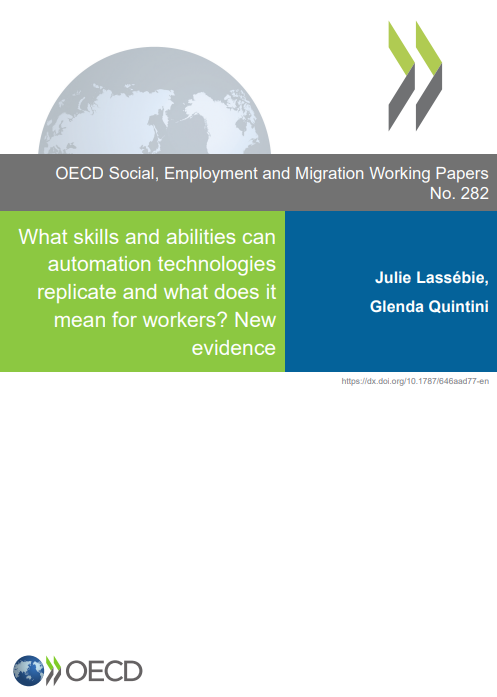 OECD Social, Employment and Migration Working Papers
No. 282
What skills and abilities can
automation technologies
replicate and what does it
mean for workers? New
evidence
Julie Lassébie,
Glenda Quintini
https://dx.doi.org/10.1787/646aad77-en
OECD